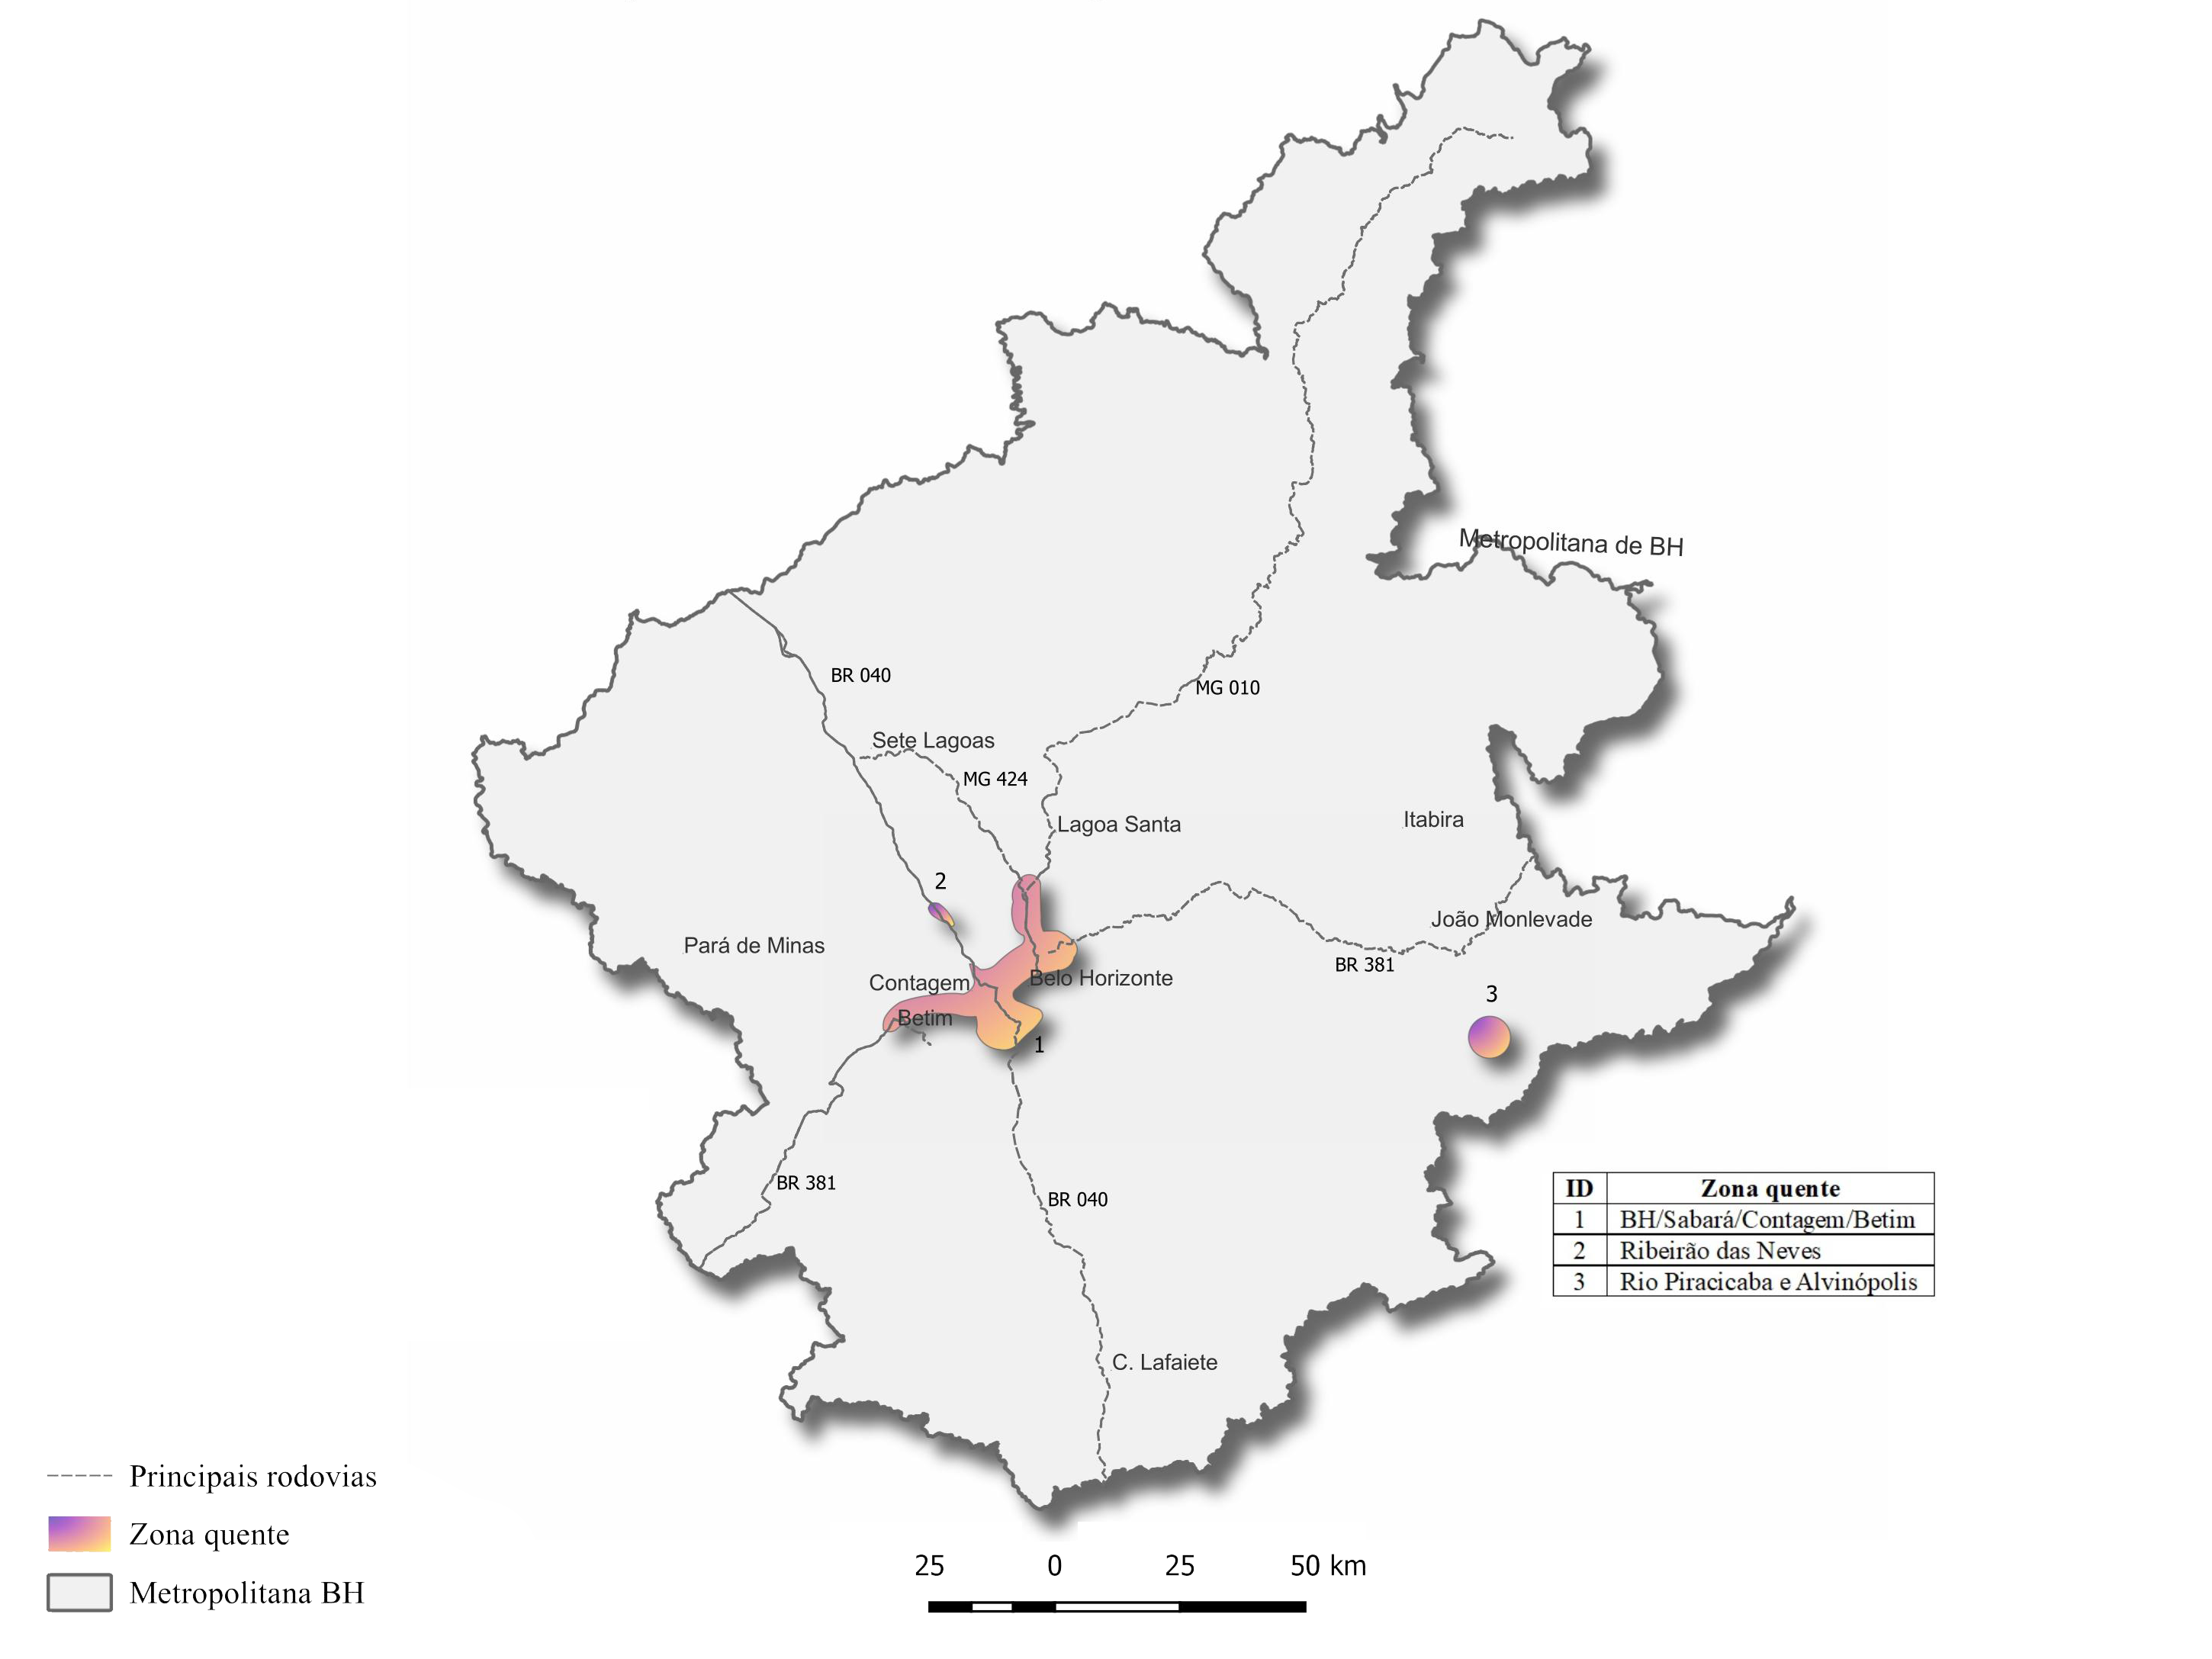 Metropolitana de BH
BR 040
MG 010
Sete Lagoas
MG 424
Lagoa Santa
Itabira
2
João Monlevade
Pará de Minas
BR 381
Contagem
Belo Horizonte
3
Betim
1
BR 381
BR 040
ID Zona quente
1 BH/Sabará/Contagem/Betim
2 Ribeirão das Neves
3 Rio Piracicaba e Alvinópolis
C. Lafaiete
Principais rodovias
Zona quente
Metropolitana BH
25 0 25 50 km